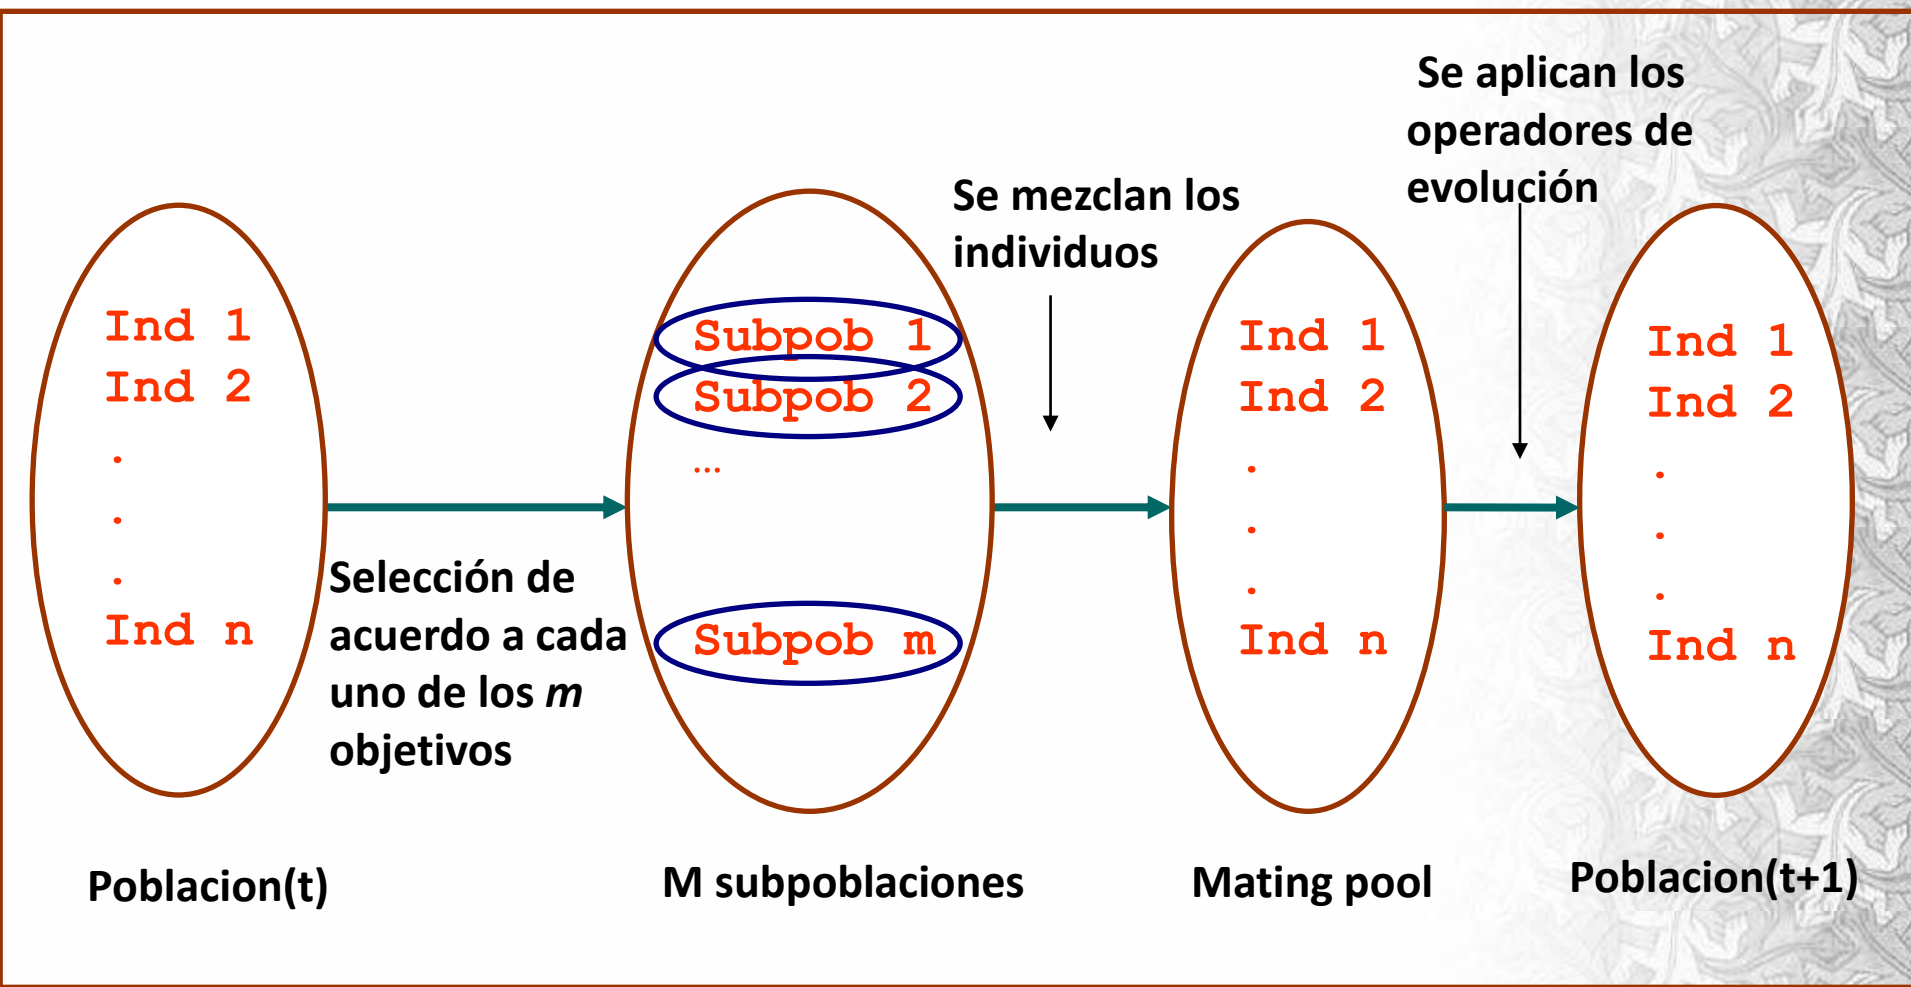 Se aplican los
operadores de
evolución
Se mezclan los
individuos
Ind 1
Ind 2
.
.
.
Ind n
Selección de
acuerdo a cada
uno de los m
objetivos
Subpob 1
Subpob 2
...
Subpob m
Ind 1
Ind 2
.
.
.
Ind n
Ind 1
Ind 2
.
.
.
Ind n
Poblacion(t)
M subpoblaciones
Mating pool
Poblacion(t+1)